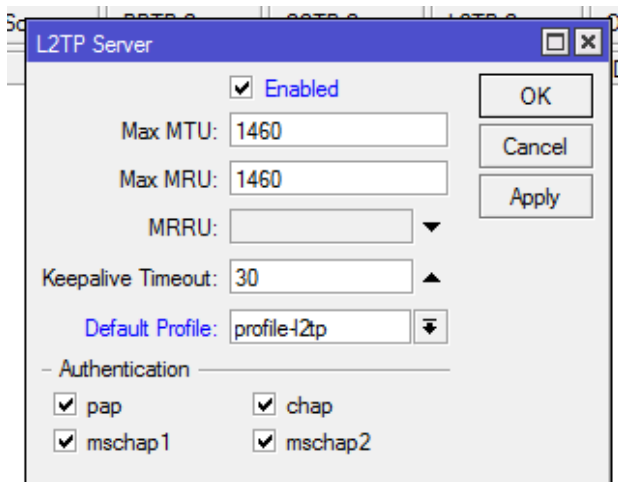 L2TP Server
Enabled
OK
Max MTU: 1460
Cancel
Max MRU: 1460
Apply
MRRU:
Keepalive Timeout: 30
Default Profile: profile-l2tp
Authentication
pap chap
mschap1 mschap2